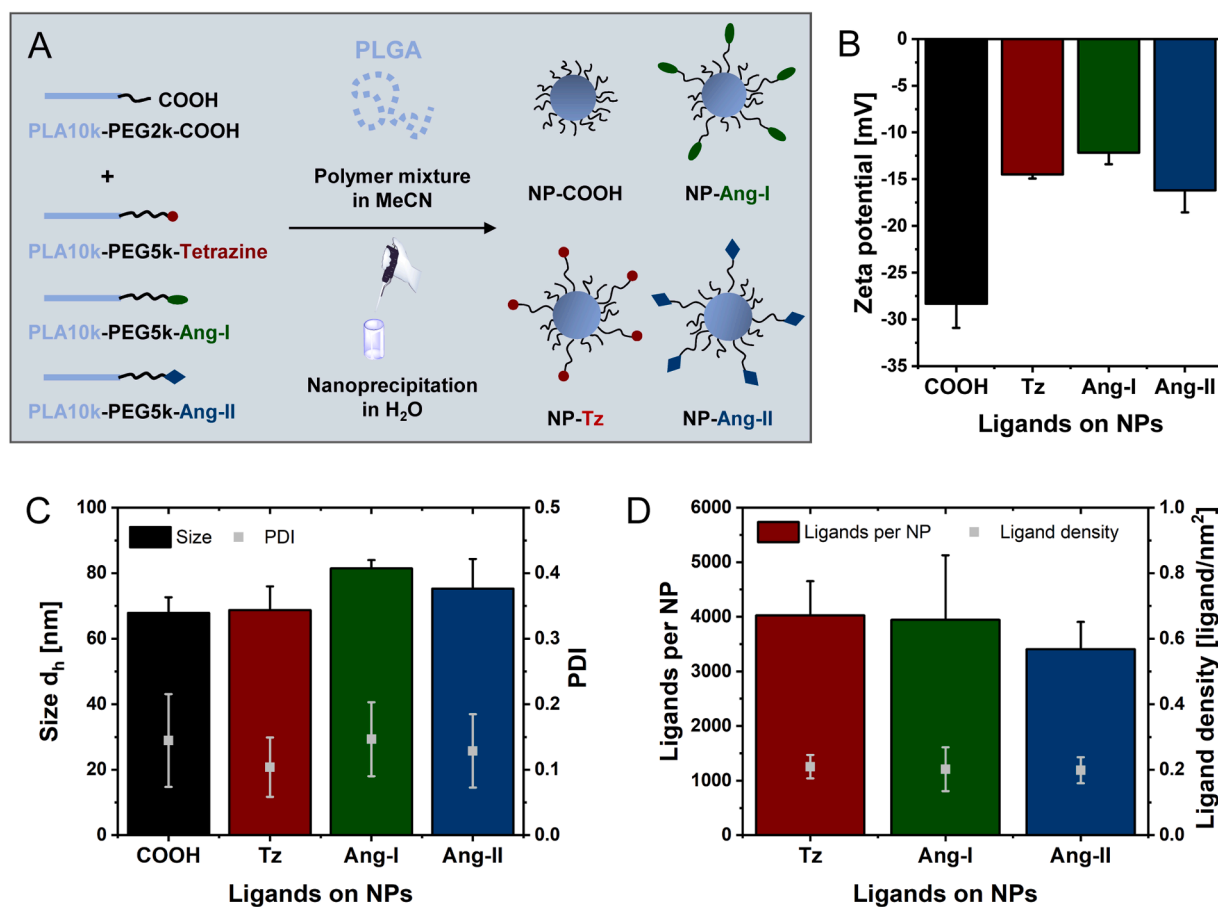 A
COOH
PLA10k-PEG2k-COOH
+
PLA10k-PEG5k-Tetrazine
PLA10k-PEG5k-Ang-I
PLA10k-PEG5k-Ang-II
PLGA
Polymer mixture
in MeCN
Nanoprecipitation
in H₂O
NP-COOH
NP-Ang-I
NP-Tz
NP-Ang-II
B
Zeta potential [mV]
0
-5
-10
-15
-20
-25
-30
-35
COOH Tz Ang-I Ang-II
Ligands on NPs
C
Size PDI
Size dₕ [nm]
100
80
60
40
20
0
PDI
0.5
0.4
0.3
0.2
0.1
0.0
COOH Tz Ang-I Ang-II
Ligands on NPs
D
Ligands per NP Ligand density
Ligands per NP
6000
5000
4000
3000
2000
1000
0
Ligand density [ligand/nm²]
1.0
0.8
0.6
0.4
0.2
0.0
Tz Ang-I Ang-II
Ligands on NPs